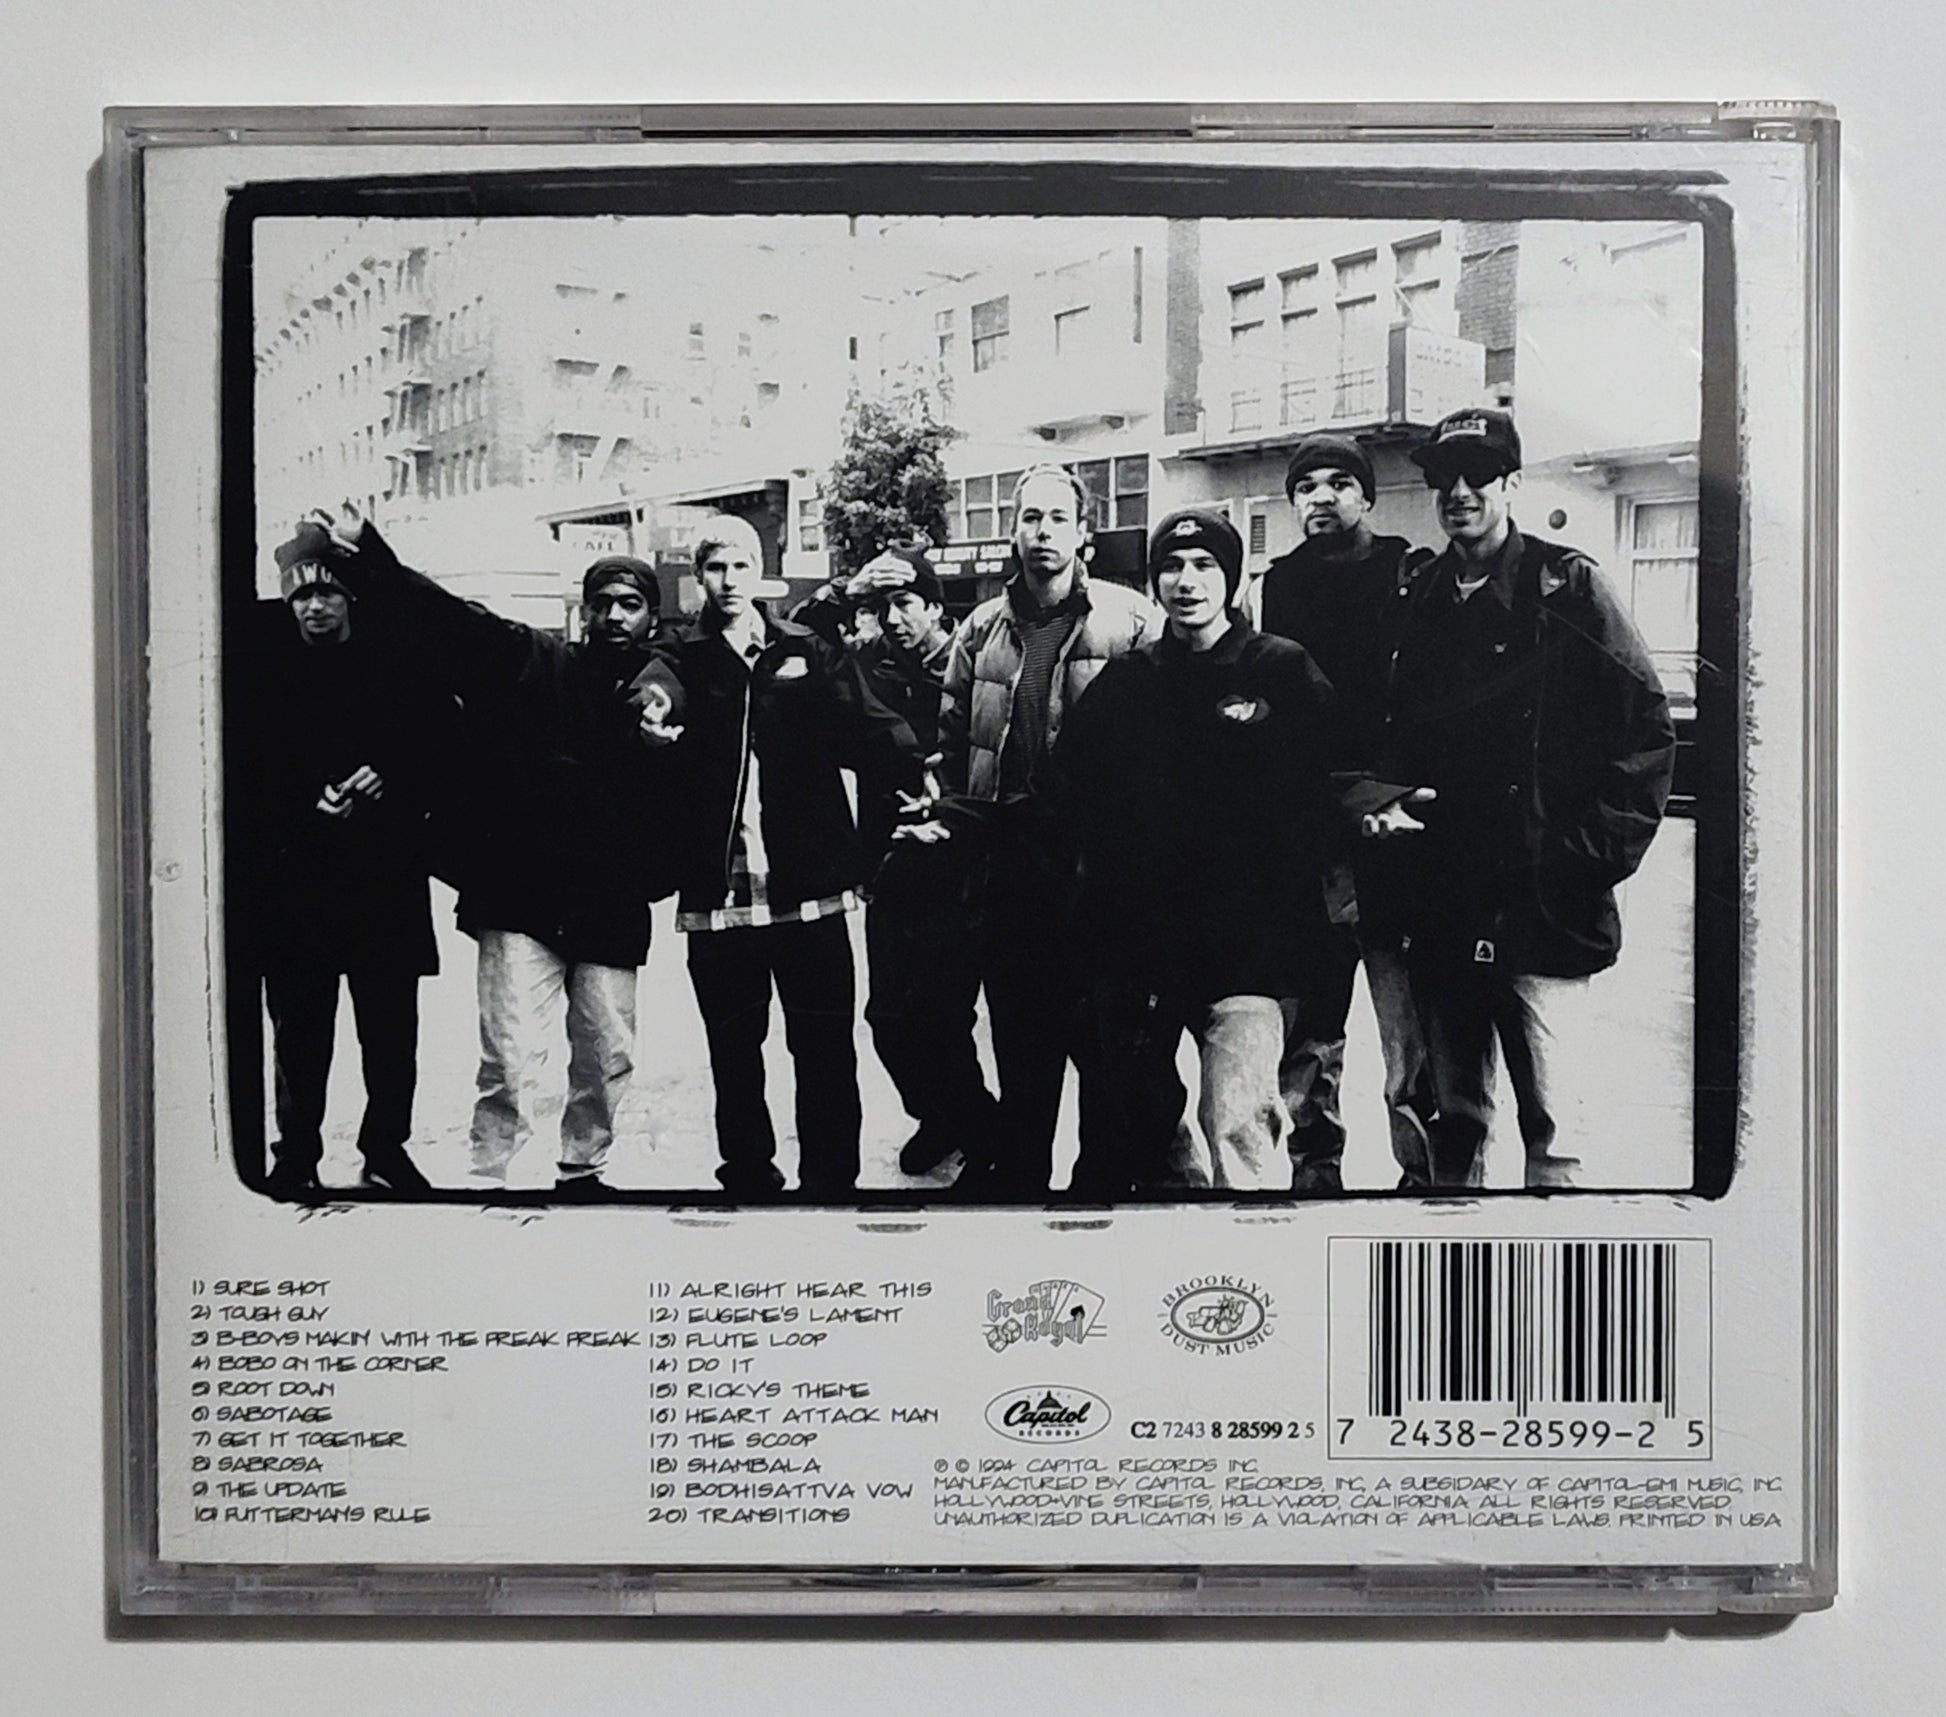 CAFE
1) SURE SHOT
2) TOUGH GUY
3) B-BOYS MAKIN WITH THE FREAK FREAK
4) BOBO ON THE CORNER
5) ROOT DOWN
6) SABOTAGE
7) GET IT TOGETHER
8) SABROSA
9) THE UPDATE
10) FUTTERMAN'S RULE
11) ALRIGHT HEAR THIS
12) EUGENE'S LAMENT
13) FLUTE LOOP
14) DO IT
15) RICKY'S THEME
16) HEART ATTACK MAN
17) THE SCOOP
18) SHAMBALA
19) BODHISATTVA VOW
20) TRANSITIONS
Grand
Royal
BROOKLYN
DUST MUSIC
Capitol
RECORDS
C2 7243 8 28599 2 5
7 2438-28599-2 5
℗ © 1994 CAPITOL RECORDS INC.
MANUFACTURED BY CAPITOL RECORDS, INC., A SUBSIDARY OF CAPITOL-EMI MUSIC, INC.
HOLLYWOOD+VINE STREETS, HOLLYWOOD, CALIFORNIA. ALL RIGHTS RESERVED.
UNAUTHORIZED DUPLICATION IS A VIOLATION OF APPLICABLE LAWS. PRINTED IN USA